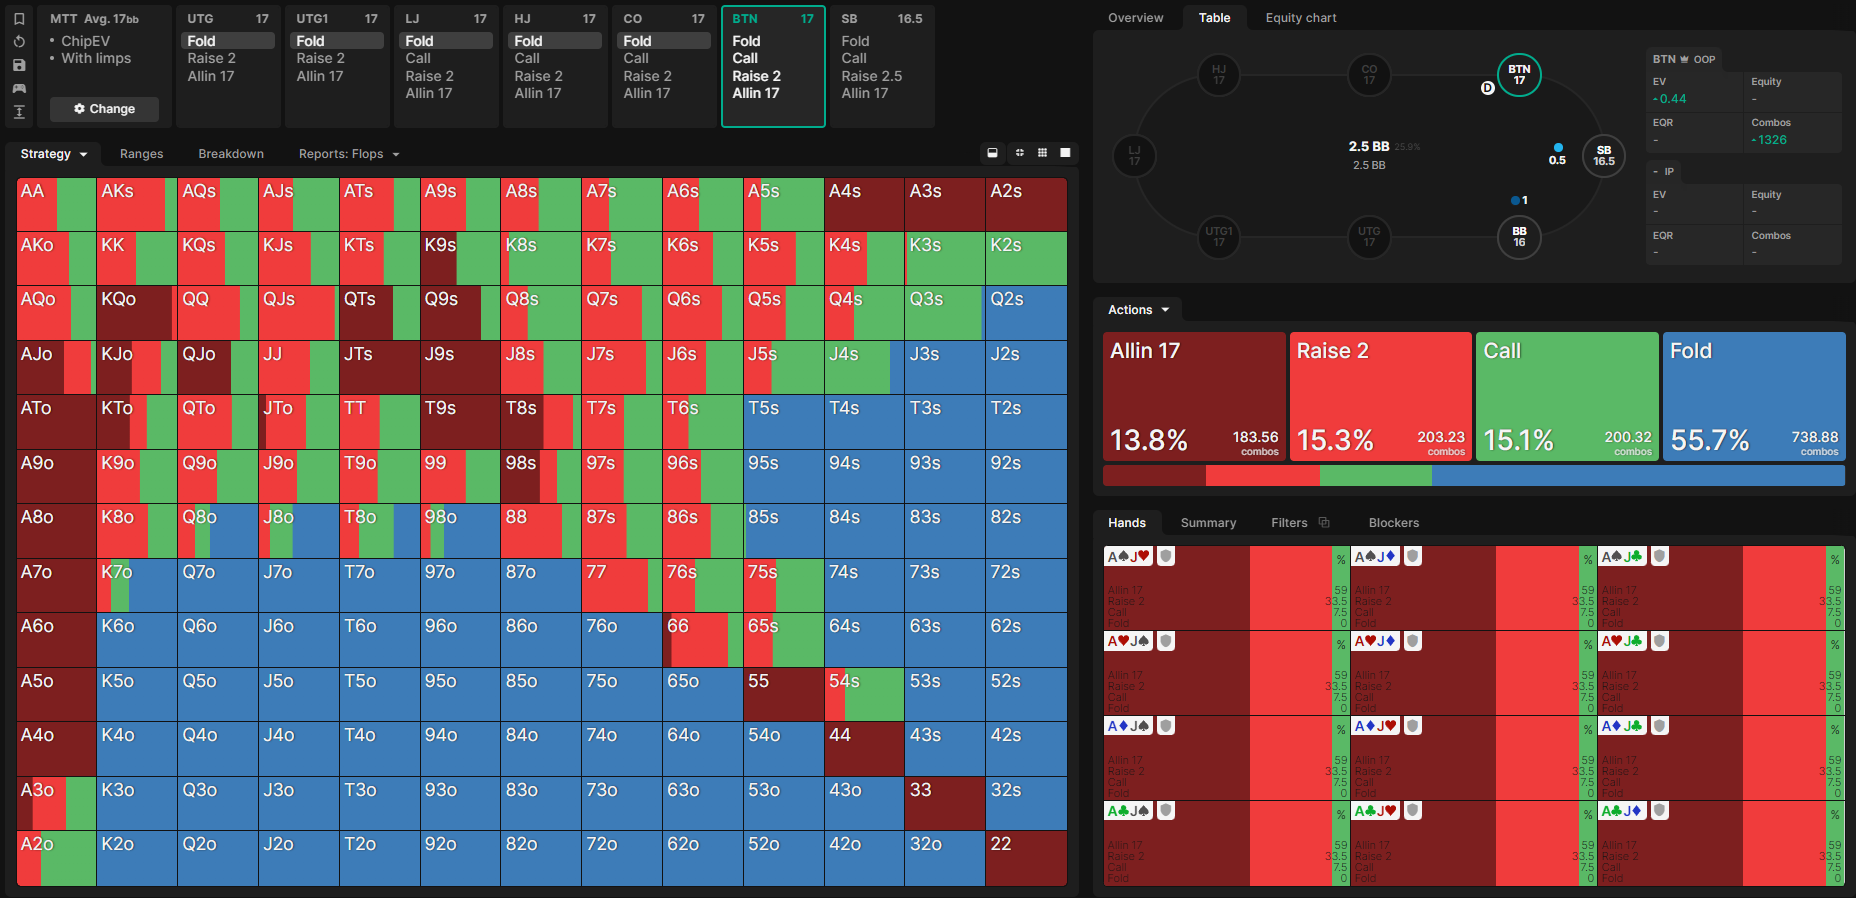 MTT Avg. 17bb
• ChipEV
• With limps
Change
UTG 17
Fold
Raise 2
Allin 17
UTG1 17
Fold
Raise 2
Allin 17
LJ 17
Fold
Call
Raise 2
Allin 17
HJ 17
Fold
Call
Raise 2
Allin 17
CO 17
Fold
Call
Raise 2
Allin 17
BTN 17
Fold
Call
Raise 2
Allin 17
SB 16.5
Fold
Call
Raise 2.5
Allin 17
Strategy Ranges Breakdown Reports: Flops
AA AKs AQs AJs ATs A9s A8s A7s A6s A5s A4s A3s A2s
AKo KK KQs KJs KTs K9s K8s K7s K6s K5s K4s K3s K2s
AQo KQo QQ QJs QTs Q9s Q8s Q7s Q6s Q5s Q4s Q3s Q2s
AJo KJo QJo JJ JTs J9s J8s J7s J6s J5s J4s J3s J2s
ATo KTo QTo JTo TT T9s T8s T7s T6s T5s T4s T3s T2s
A9o K9o Q9o J9o T9o 99 98s 97s 96s 95s 94s 93s 92s
A8o K8o Q8o J8o T8o 98o 88 87s 86s 85s 84s 83s 82s
A7o K7o Q7o J7o T7o 97o 87o 77 76s 75s 74s 73s 72s
A6o K6o Q6o J6o T6o 96o 86o 76o 66 65s 64s 63s 62s
A5o K5o Q5o J5o T5o 95o 85o 75o 65o 55 54s 53s 52s
A4o K4o Q4o J4o T4o 94o 84o 74o 64o 54o 44 43s 42s
A3o K3o Q3o J3o T3o 93o 83o 73o 63o 53o 43o 33 32s
A2o K2o Q2o J2o T2o 92o 82o 72o 62o 52o 42o 32o 22
Overview Table Equity chart
HJ
17
CO
17
BTN
17
D
LJ
17
2.5 BB 25.9%
2.5 BB
0.5
SB
16.5
1
UTG1
17
UTG
17
BB
16
BTN OOP
EV Equity
0.44 -
EQR Combos
- 1326
- IP
EV Equity
- -
EQR Combos
- -
Actions
Allin 17
13.8% 183.56
combos
Raise 2
15.3% 203.23
combos
Call
15.1% 200.32
combos
Fold
55.7% 738.88
combos
Hands Summary Filters Blockers
A♠J♥ %
Allin 17 59
Raise 2 33.5
Call 7.5
Fold 0
A♠J♦ %
Allin 17 59
Raise 2 33.5
Call 7.5
Fold 0
A♠J♣ %
Allin 17 59
Raise 2 33.5
Call 7.5
Fold 0
A♥J♠ %
Allin 17 59
Raise 2 33.5
Call 7.5
Fold 0
A♥J♦ %
Allin 17 59
Raise 2 33.5
Call 7.5
Fold 0
A♥J♣ %
Allin 17 59
Raise 2 33.5
Call 7.5
Fold 0
A♦J♠ %
Allin 17 59
Raise 2 33.5
Call 7.5
Fold 0
A♦J♥ %
Allin 17 59
Raise 2 33.5
Call 7.5
Fold 0
A♦J♣ %
Allin 17 59
Raise 2 33.5
Call 7.5
Fold 0
A♣J♠ %
Allin 17 59
Raise 2 33.5
Call 7.5
Fold 0
A♣J♥ %
Allin 17 59
Raise 2 33.5
Call 7.5
Fold 0
A♣J♦ %
Allin 17 59
Raise 2 33.5
Call 7.5
Fold 0